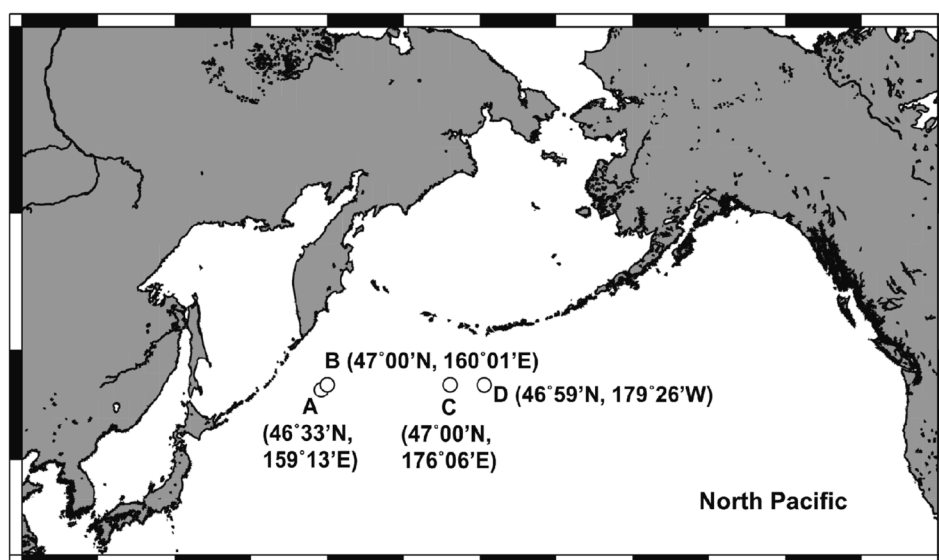 B (47˚00’N, 160˚01’E)
A
(46˚33’N,
159˚13’E)
C
(47˚00’N,
176˚06’E)
D (46˚59’N, 179˚26’W)
North Pacific